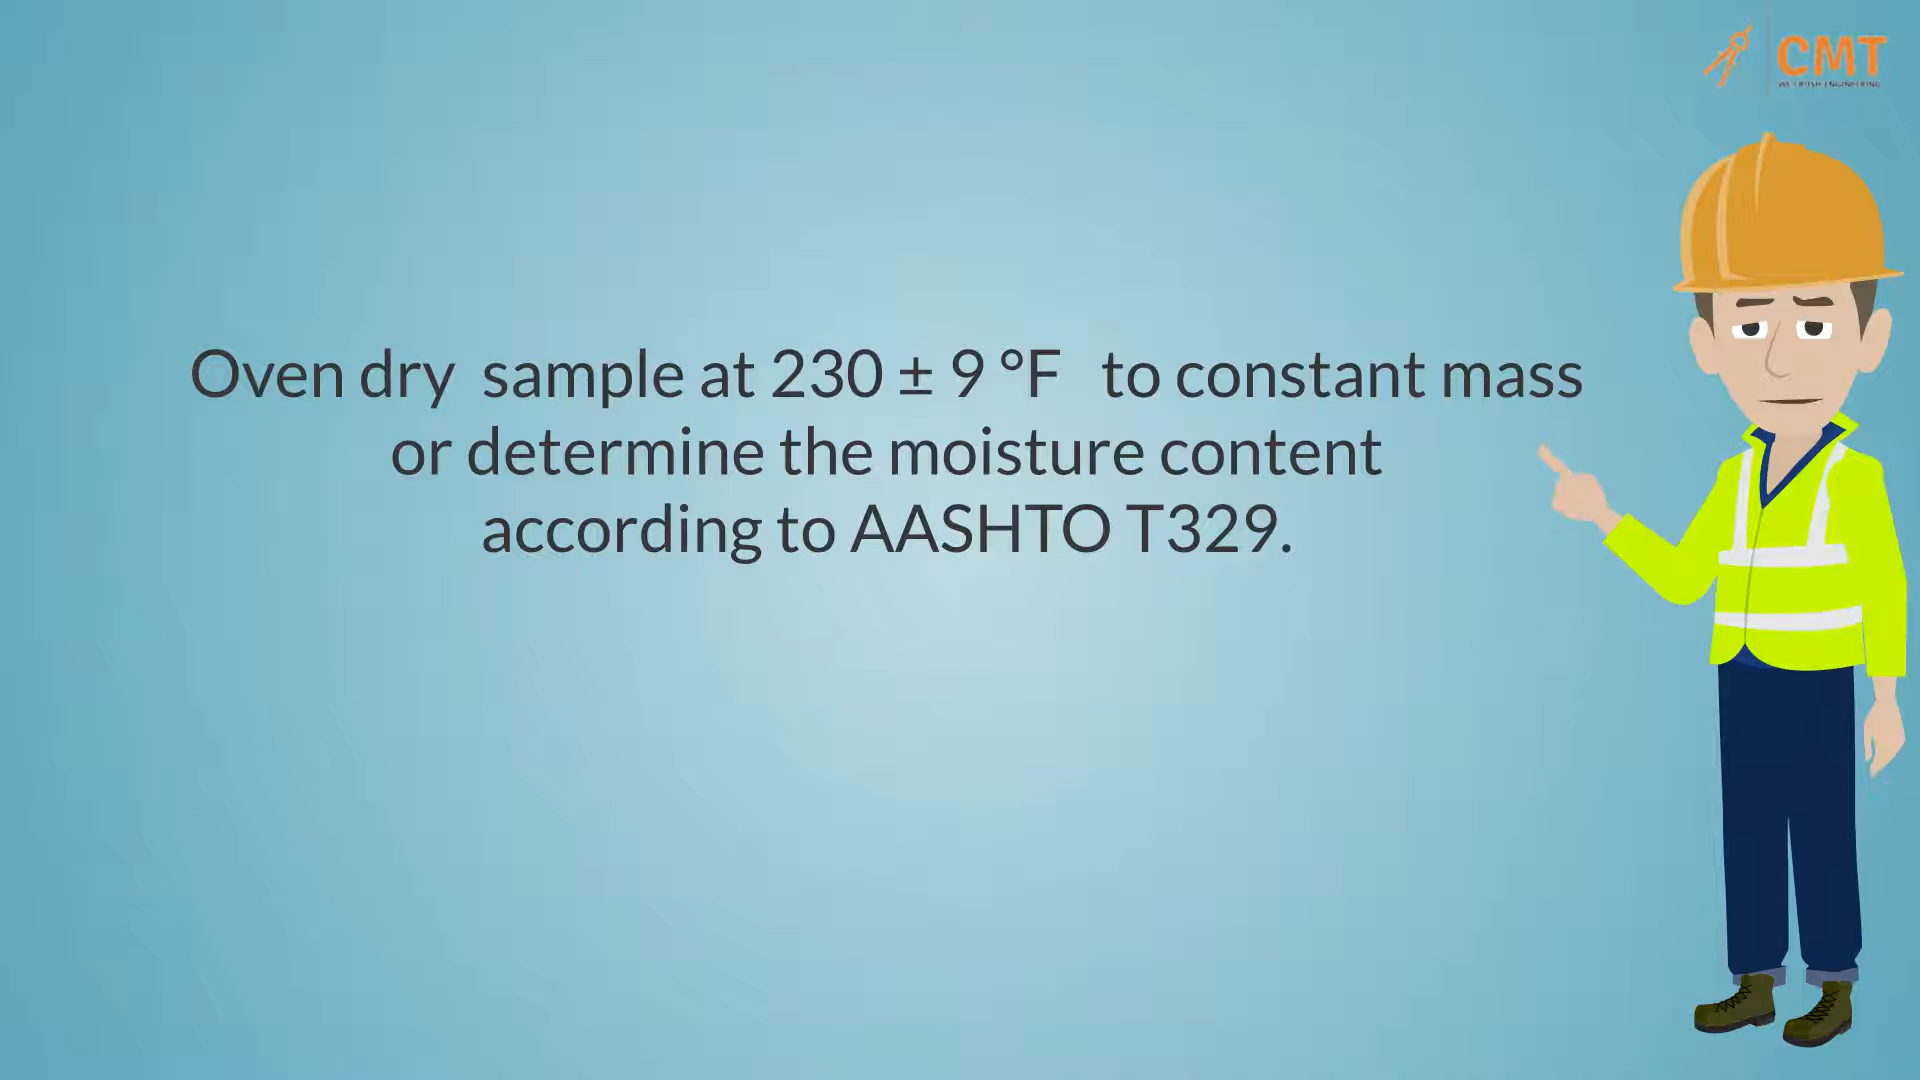 CMT
Oven dry sample at 230 ± 9 °F to constant mass
or determine the moisture content
according to AASHTO T329.